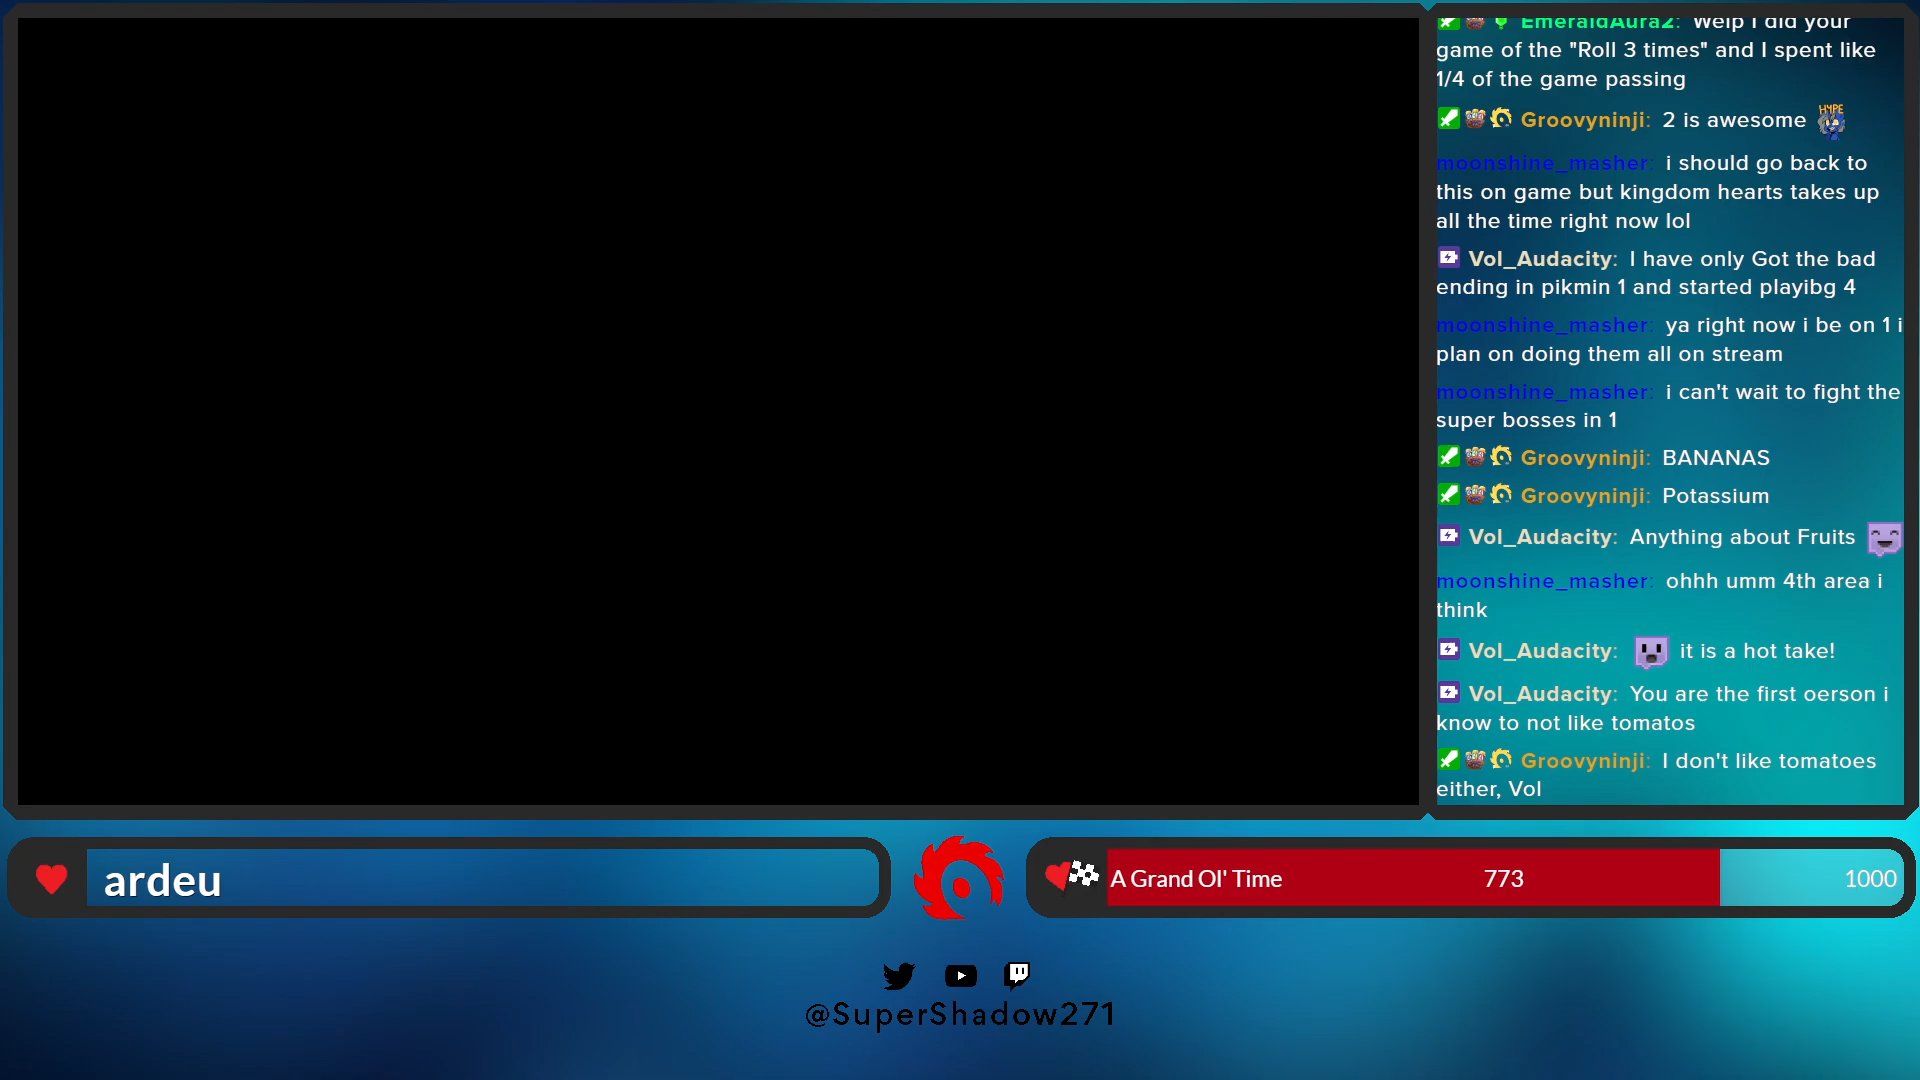 EmeraldAura2: Welp I did your
game of the "Roll 3 times" and I spent like
1/4 of the game passing
Groovyninji: 2 is awesome HYPE
moonshine_masher: i should go back to
this on game but kingdom hearts takes up
all the time right now lol
Vol_Audacity: I have only Got the bad
ending in pikmin 1 and started playibg 4
moonshine_masher: ya right now i be on 1 i
plan on doing them all on stream
moonshine_masher: i can't wait to fight the
super bosses in 1
Groovyninji: BANANAS
Groovyninji: Potassium
Vol_Audacity: Anything about Fruits
moonshine_masher: ohhh umm 4th area i
think
Vol_Audacity: it is a hot take!
Vol_Audacity: You are the first oerson i
know to not like tomatos
Groovyninji: I don't like tomatoes
either, Vol
ardeu
A Grand Ol' Time 773 1000
@SuperShadow271